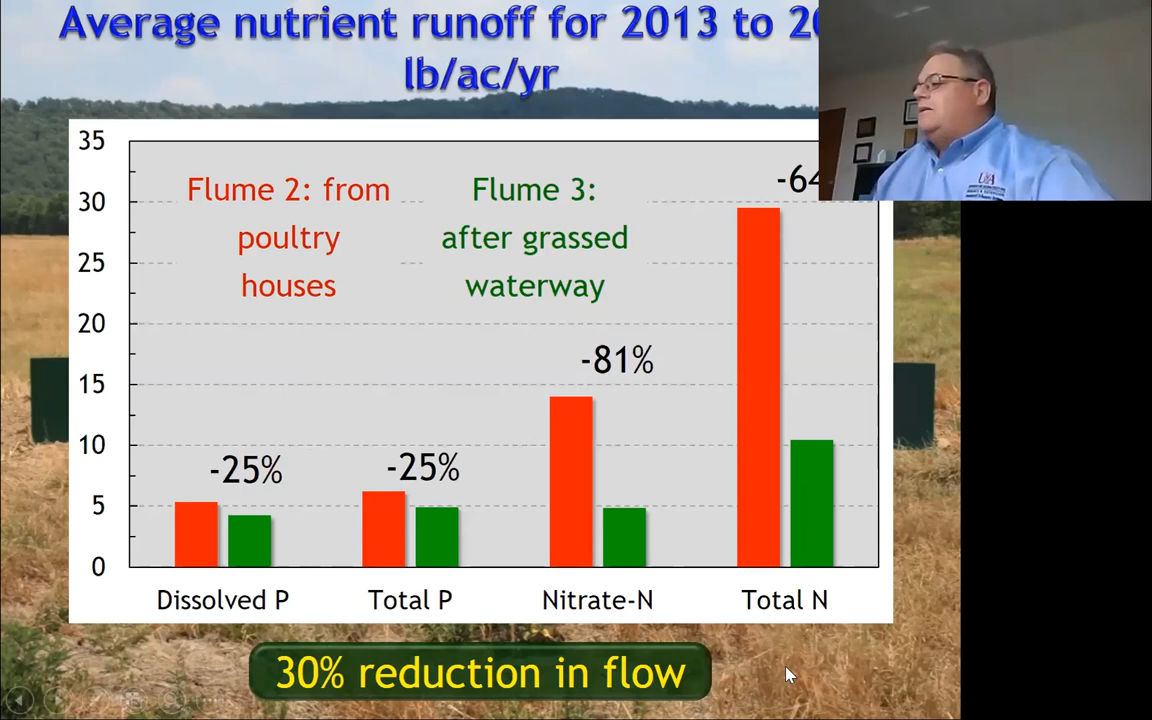 Average nutrient runoff for 2013 to 20
lb/ac/yr
35
30
25
20
15
10
5
0
Flume 2: from
poultry
houses
Flume 3:
after grassed
waterway
-25%
-25%
-81%
-64
Dissolved P
Total P
Nitrate-N
Total N
30% reduction in flow